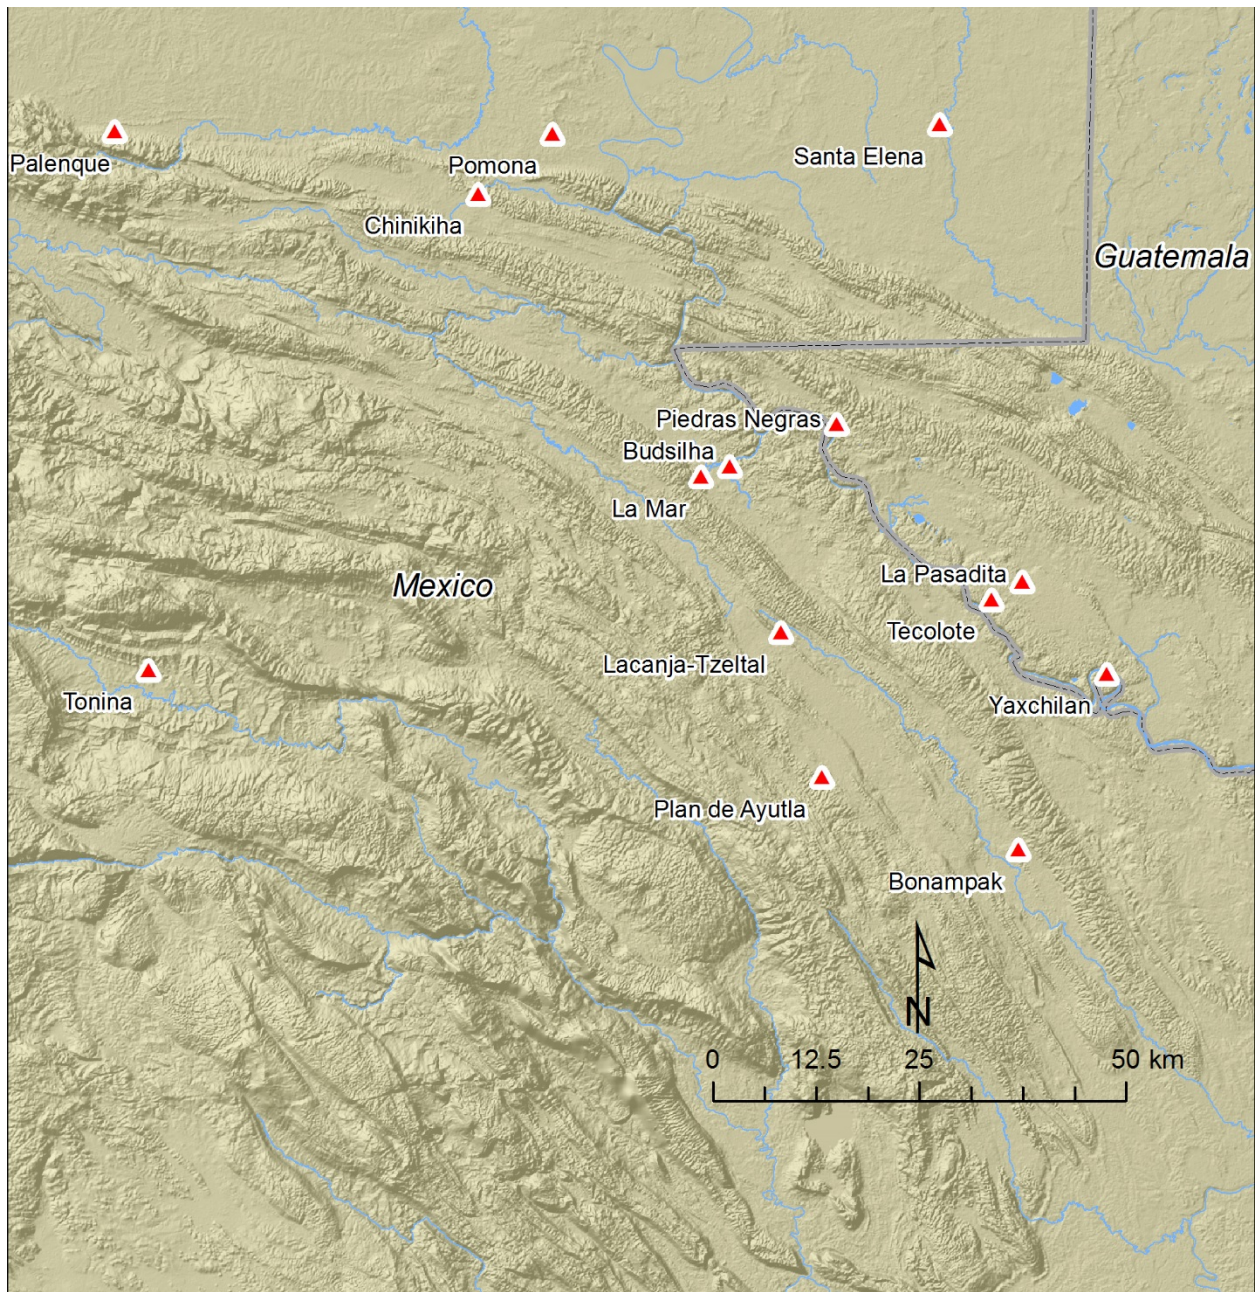 Palenque
Pomona
Santa Elena
Chinikiha
Guatemala
Piedras Negras
Budsilha
La Mar
Mexico
La Pasadita
Tecolote
Lacanja-Tzeltal
Tonina
Yaxchilan
Plan de Ayutla
Bonampak
N
0 12.5 25 50 km